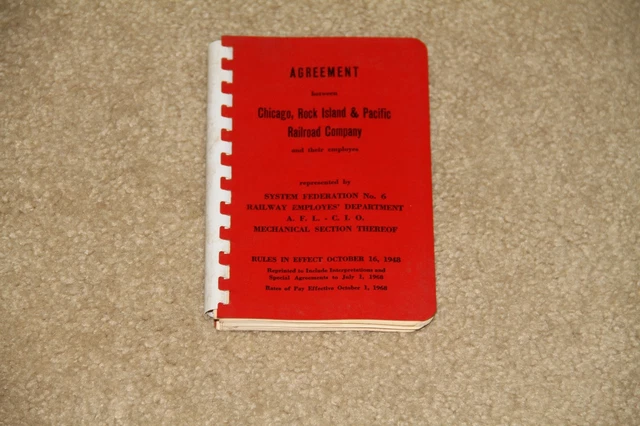 AGREEMENT
between
Chicago, Rock Island & Pacific
Railroad Company
and their employes
represented by
SYSTEM FEDERATION No. 6
RAILWAY EMPLOYES' DEPARTMENT
A. F. L. - C. I. O.
MECHANICAL SECTION THEREOF
RULES IN EFFECT OCTOBER 16, 1948
Reprinted to Include Interpretations and
Special Agreements to July 1, 1968
Rates of Pay Effective October 1, 1968